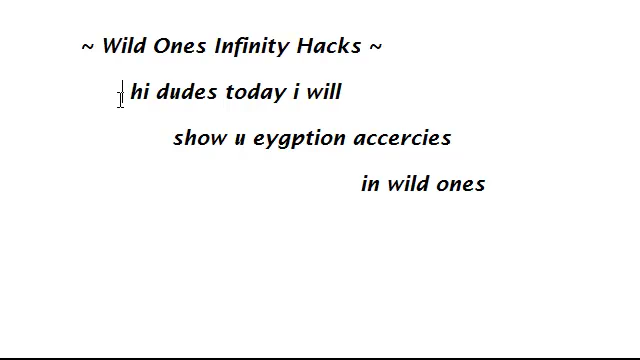 ~ Wild Ones Infinity Hacks ~
hi dudes today i will
show u eygption accercies
in wild ones